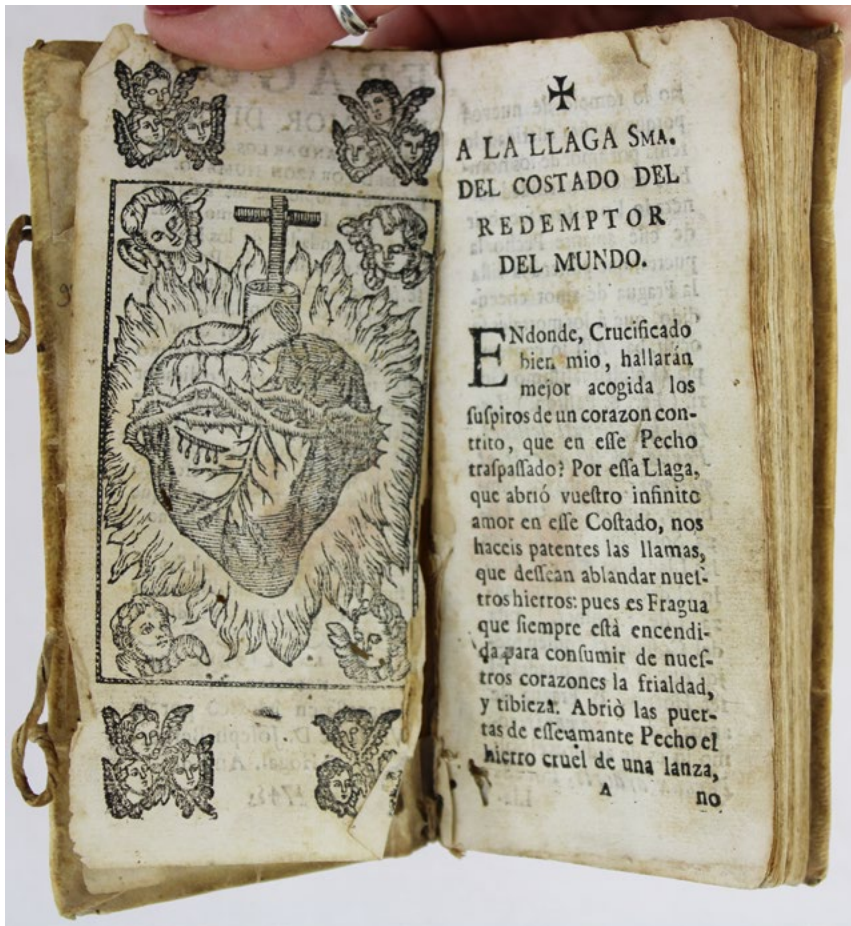 ✠
A LA LLAGA SMA.
DEL COSTADO DEL
REDEMPTOR
DEL MUNDO.
ENdonde, Crucificado
bien mio, hallarán
mejor acogida los
ſuſpiros de un corazon con-
trito, que en eſſe Pecho
traſpaſſado? Por eſſa Llaga,
que abrió vueſtro infinito
amor en eſſe Coſtado, nos
haceis patentes las llamas,
que deſſean ablandar nueſ-
tros hierros: pues es Fragua
que ſiempre eſtà encendi-
da para conſumir de nueſ-
tros corazones la frialdad,
y tibieza. Abriò las puer-
tas de eſſe amante Pecho el
hierro cruel de una lanza,
A no